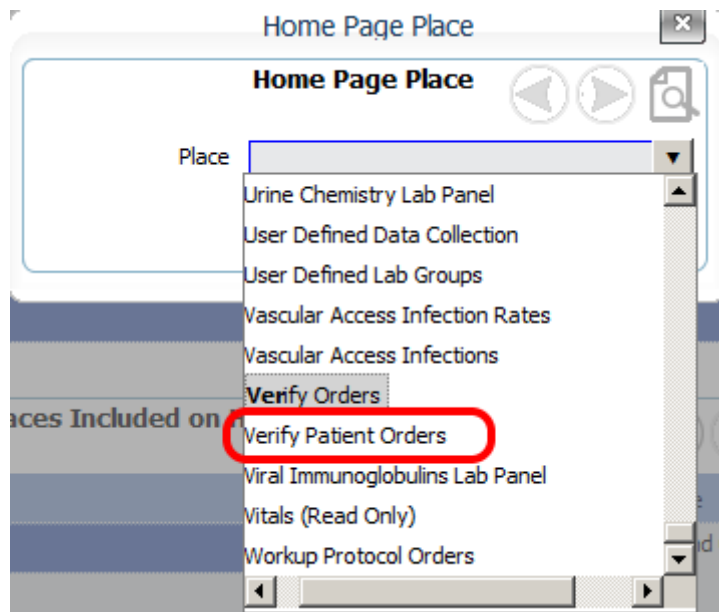 Home Page Place
Home Page Place
Place
Urine Chemistry Lab Panel
User Defined Data Collection
User Defined Lab Groups
Vascular Access Infection Rates
Vascular Access Infections
Verify Orders
aces Included on
Verify Patient Orders
Viral Immunoglobulins Lab Panel
Vitals (Read Only)
Workup Protocol Orders